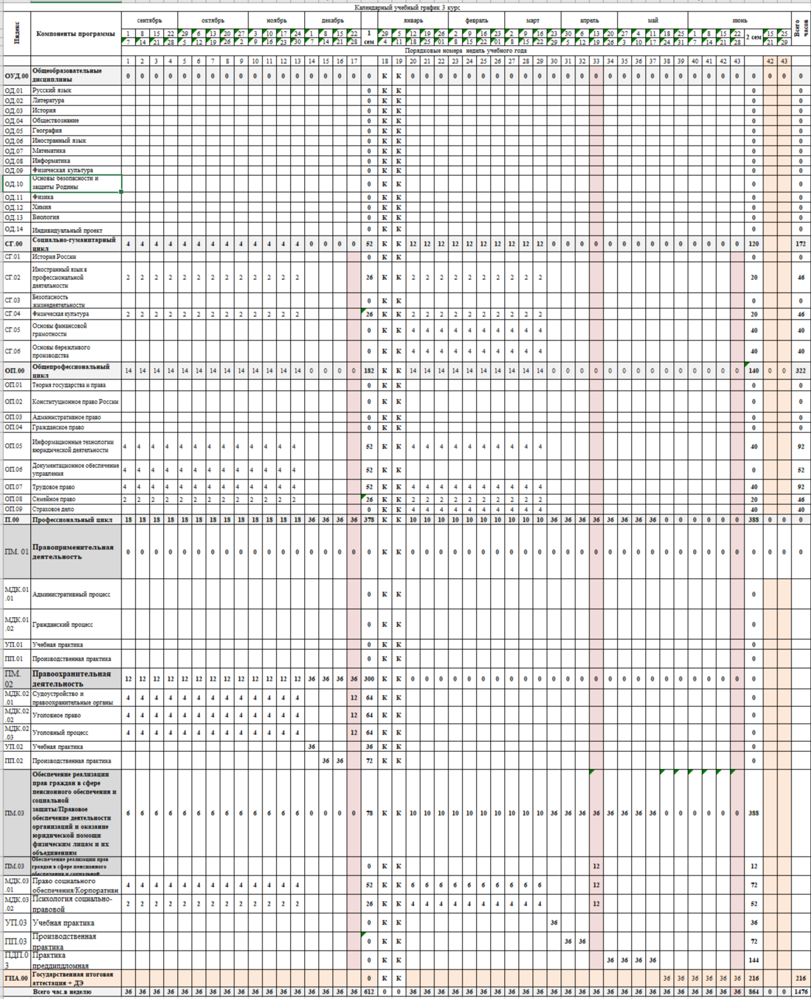 Календарный учебный график 3 курс
Индекс Компоненты программы сентябрь октябрь ноябрь декабрь январь февраль март апрель май июнь Всего часов
1 8 15 22 29 6 13 20 27 3 10 17 24 1 8 15 22 1 29 5 12 19 26 2 9 16 23 2 9 16 23 30 6 13 20 27 4 11 18 25 1 8 15 22 2 сем 15 25
7 14 21 28 5 12 19 26 2 9 16 23 30 7 14 21 28 сем 4 11 18 25 01 8 15 22 01 8 15 22 29 5 12 19 26 3 10 17 24 31 7 14 21 28 21 29
Порядковые номера недель учебного года
1 2 3 4 5 6 7 8 9 10 11 12 13 14 15 16 17 18 19 20 21 22 23 24 25 26 27 28 29 30 31 32 33 34 35 36 37 38 39 40 41 42 43 42 43
ОУД.00 Общеобразовательные дисциплины 0 0 0 0 0 0 0 0 0 0 0 0 0 0 0 0 0 0 К К 0 0 0 0 0 0 0 0 0 0 0 0 0 0 0 0 0 0 0 0 0 0 0 0 0 0 0 0
ОД.01 Русский язык 0 К К 0 0
ОД.02 Литература 0 К К 0 0
ОД.03 История 0 К К 0 0
ОД.04 Обществознание 0 К К 0 0
ОД.05 География 0 К К 0 0
ОД.06 Иностранный язык 0 К К 0 0
ОД.07 Математика 0 К К 0 0
ОД.08 Информатика 0 К К 0 0
ОД.09 Физическая культура 0 К К 0 0
ОД.10 Основы безопасности и защиты Родины 0 К К 0 0
ОД.11 Физика 0 К К 0 0
ОД.12 Химия 0 К К 0 0
ОД.13 Биология 0 К К 0 0
ОД.14 Индивидуальный проект 0 К К 0 0
СГ.00 Социально-гуманитарный цикл 4 4 4 4 4 4 4 4 4 4 4 4 4 0 0 0 0 52 К К 12 12 12 12 12 12 12 12 12 12 0 0 0 0 0 0 0 0 0 0 0 0 0 0 120 172
СГ.01 История России 0 К К 0 0
СГ.02 Иностранный язык в профессиональной деятельности 2 2 2 2 2 2 2 2 2 2 2 2 2 26 К К 2 2 2 2 2 2 2 2 2 2 20 46
СГ.03 Безопасность жизнедеятельности 0 К К 0 0
СГ.04 Физическая культура 2 2 2 2 2 2 2 2 2 2 2 2 2 26 К К 2 2 2 2 2 2 2 2 2 2 20 46
СГ.05 Основы финансовой грамотности 0 К К 4 4 4 4 4 4 4 4 4 4 40 40
СГ.06 Основы бережливого производства 0 К К 4 4 4 4 4 4 4 4 4 4 40 40
ОП.00 Общепрофессиональный цикл 14 14 14 14 14 14 14 14 14 14 14 14 14 0 0 0 0 182 К К 14 14 14 14 14 14 14 14 14 14 0 0 0 0 0 0 0 0 0 0 0 0 0 0 140 0 0 322
ОП.01 Теория государства и права 0 К К 0 0
ОП.02 Конституционное право России 0 К К 0 0
ОП.03 Административное право 0 К К 0 0
ОП.04 Гражданское право 0 К К 0 0
ОП.05 Информационные технологии вюридической деятельности 4 4 4 4 4 4 4 4 4 4 4 4 4 52 К К 4 4 4 4 4 4 4 4 4 4 40 92
ОП.06 Документационное обеспечение управления 4 4 4 4 4 4 4 4 4 4 4 4 4 52 К К 0 52
ОП.07 Трудовое право 4 4 4 4 4 4 4 4 4 4 4 4 4 52 К К 4 4 4 4 4 4 4 4 4 4 40 92
ОП.08 Семейное право 2 2 2 2 2 2 2 2 2 2 2 2 2 26 К К 2 2 2 2 2 2 2 2 2 2 20 46
ОП.09 Страховое дело К К 4 4 4 4 4 4 4 4 4 4 40 40
П.00 Профессиональный цикл 18 18 18 18 18 18 18 18 18 18 18 18 18 36 36 36 36 378 К К 10 10 10 10 10 10 10 10 10 10 36 36 36 36 36 36 36 36 0 0 0 0 0 0 388 0 0 0
ПМ. 01 Правоприменительная деятельность 0 0 0 0 0 0 0 0 0 0 0 0 0 0 0 0 0 0 К К 0 0 0 0 0 0 0 0 0 0 0 0 0 0 0 0 0 0 0 0 0 0 0 0 0 0 0 0
МДК.01.01 Административный процесс 0 К К 0
МДК.01.02 Гражданский процесс 0 К К 0
УП.01 Учебная практика 0 К К 0
ПП.01 Производственная практика 0 К К 0
ПМ. 02 Правоохранительная деятельность 12 12 12 12 12 12 12 12 12 12 12 12 12 36 36 36 36 300 К К 0 0 0 0 0 0 0 0 0 0 0 0 0 0 0 0 0 0 0 0 0 0 0 0 0
МДК.02.01 Судоустройство и правоохранительные органы 4 4 4 4 4 4 4 4 4 4 4 4 4 12 64 К К 0
МДК.02.02 Уголовное право 4 4 4 4 4 4 4 4 4 4 4 4 4 12 64 К К 0
МДК.02.03 Уголовный процесс 4 4 4 4 4 4 4 4 4 4 4 4 4 12 64 К К 0
УП.02 Учебная практика 36 36 К К 0
ПП.02 Производственная практика 36 36 72 К К 0
ПМ.03 Обеспечение реализации прав граждан в сфере пенсионного обеспечения и социальной защиты/Правовое обеспечение деятельности организаций и оказание юридической помощи физическим лицам и их объединениям 6 6 6 6 6 6 6 6 6 6 6 6 6 0 0 0 0 78 К К 10 10 10 10 10 10 10 10 10 10 36 36 36 36 36 36 36 36 0 0 0 0 0 0 388
ПМ.03 Обеспечение реализации прав граждан в сфере пенсионного обеспечения и социальной 0 К К 12 12
МДК.03.01 Право социального обеспечения/Корпоративн 4 4 4 4 4 4 4 4 4 4 4 4 4 52 К К 6 6 6 6 6 6 6 6 6 6 12 72
МДК.03.02 Психология социально-правовой 2 2 2 2 2 2 2 2 2 2 2 2 2 26 К К 4 4 4 4 4 4 4 4 4 4 12 52
УП.03 Учебная практика 0 К К 36 36
ПП.03 Производственная практика 0 К К 36 36 72
ПДП.03 Практика преддипломная К К 36 36 36 36 144
ГИА.00 Государственная итоговая аттестация + ДЭ 0 К К 36 36 36 36 36 36 216 216
Всего час.в неделю 36 36 36 36 36 36 36 36 36 36 36 36 36 36 36 36 36 612 0 0 36 36 36 36 36 36 36 36 36 36 36 36 36 36 36 36 36 36 36 36 36 36 36 36 864 0 0 1476